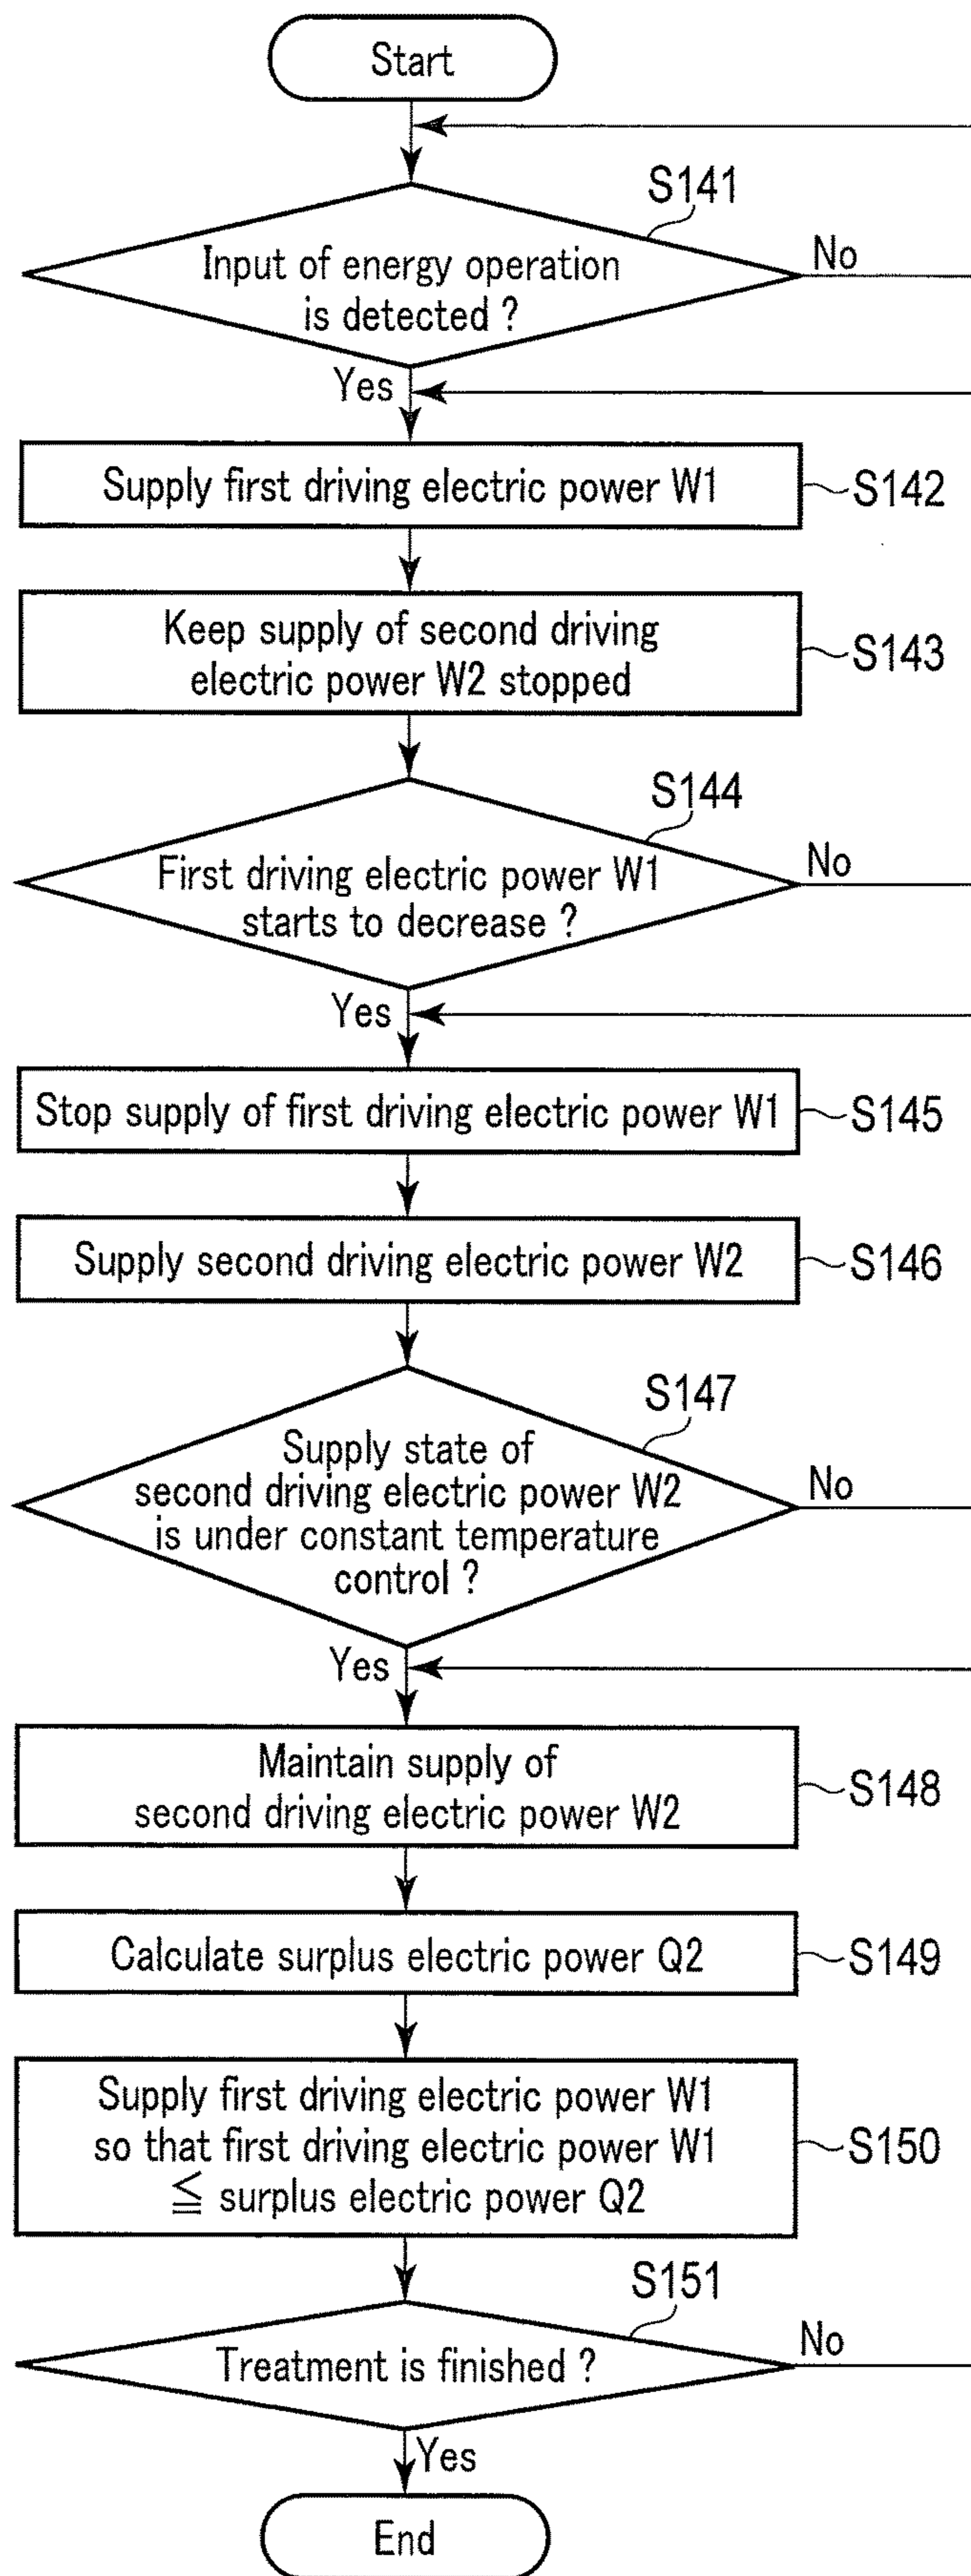 Start
S141
Input of energy operation
is detected ?
No
Yes
Supply first driving electric power W1
S142
Keep supply of second driving
electric power W2 stopped
S143
S144
First driving electric power W1
starts to decrease ?
No
Yes
Stop supply of first driving electric power W1
S145
Supply second driving electric power W2
S146
S147
Supply state of
second driving electric power W2
is under constant temperature
control ?
No
Yes
Maintain supply of
second driving electric power W2
S148
Calculate surplus electric power Q2
S149
Supply first driving electric power W1
so that first driving electric power W1
≦ surplus electric power Q2
S150
S151
Treatment is finished ?
No
Yes
End